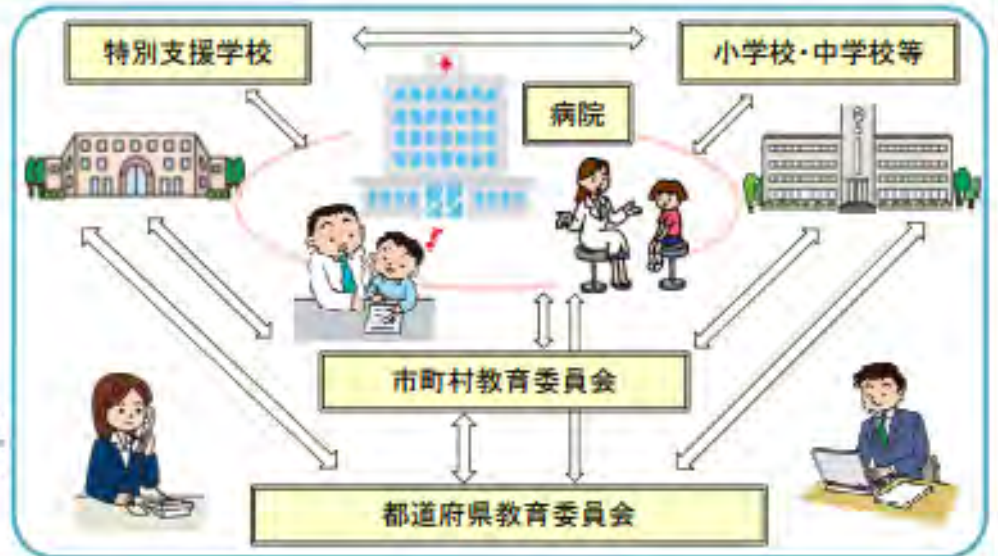 特別支援学校
小学校・中学校等
病院
市町村教育委員会
都道府県教育委員会